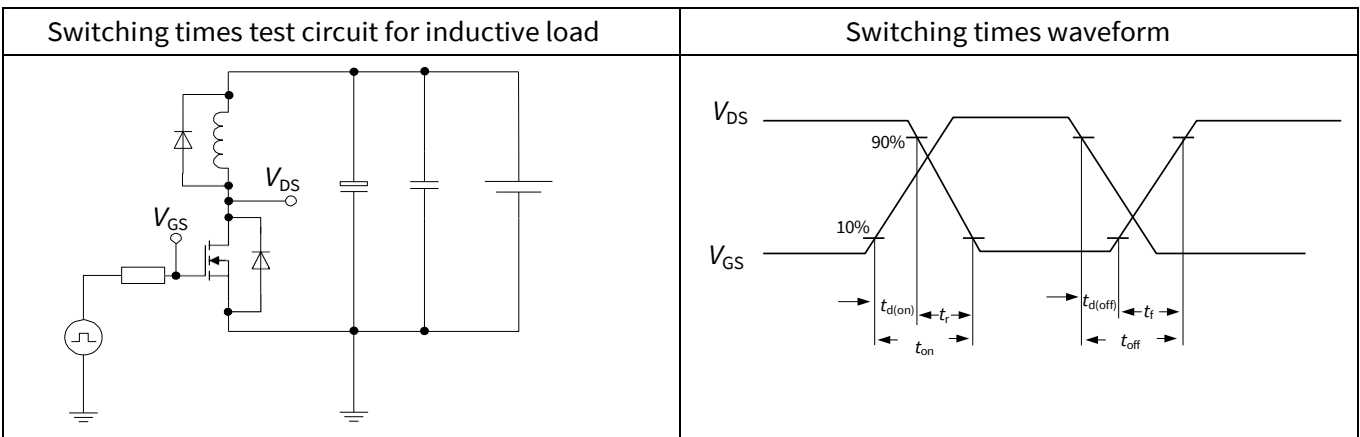 Switching times test circuit for inductive load
Switching times waveform
VDS
VGS
VDS
90%
10%
VGS
td(on)
tr
ton
td(off)
tf
toff